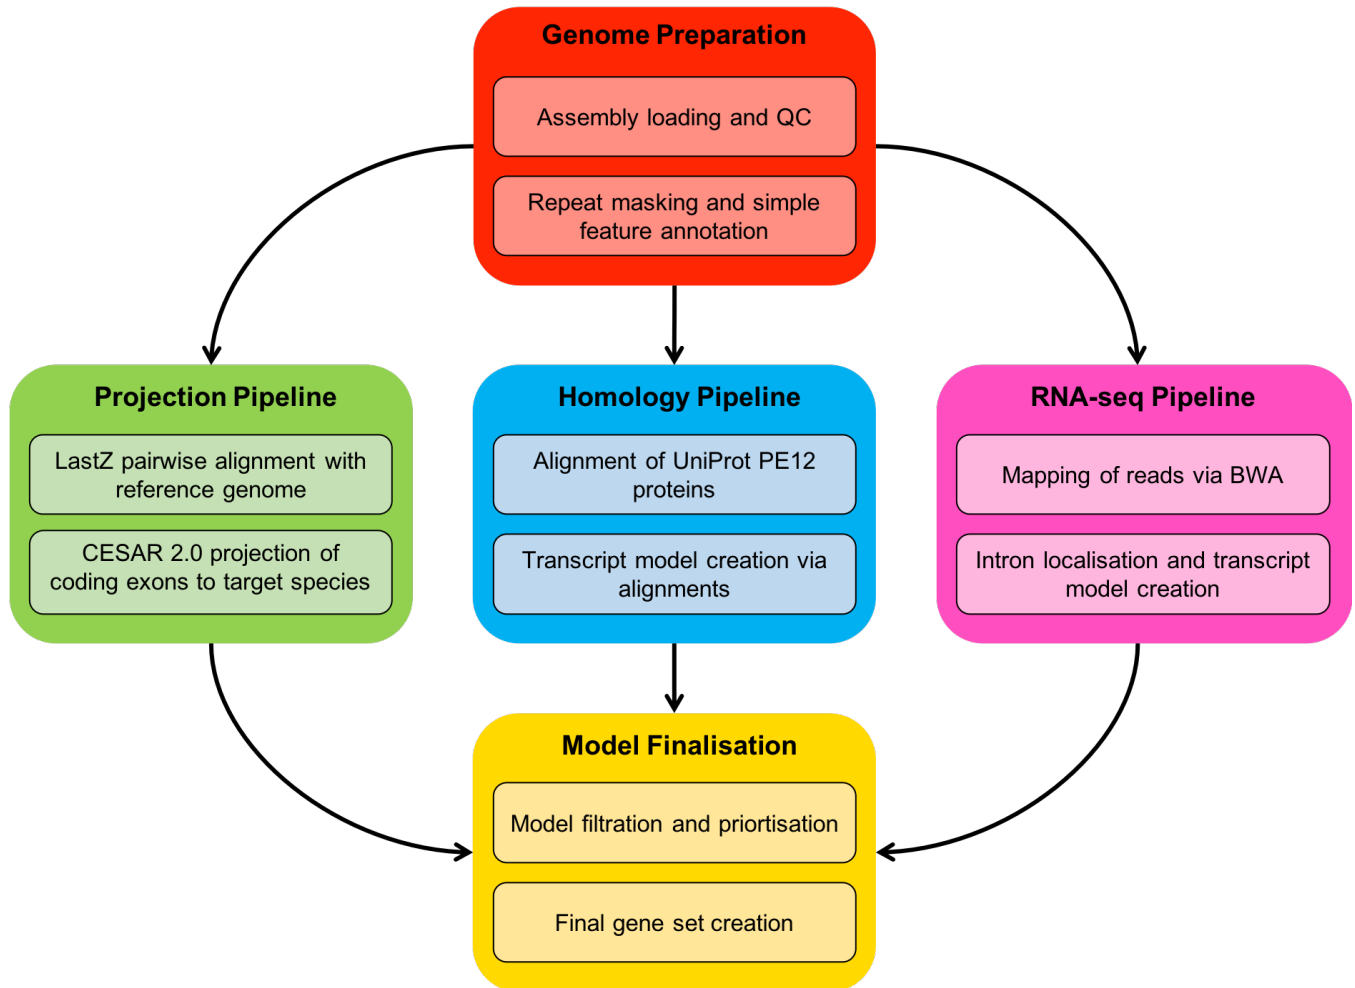 Genome Preparation
Assembly loading and QC
Repeat masking and simple
feature annotation
Projection Pipeline
LastZ pairwise alignment with
reference genome
CESAR 2.0 projection of
coding exons to target species
Homology Pipeline
Alignment of UniProt PE12
proteins
Transcript model creation via
alignments
RNA-seq Pipeline
Mapping of reads via BWA
Intron localisation and transcript
model creation
Model Finalisation
Model filtration and priortisation
Final gene set creation